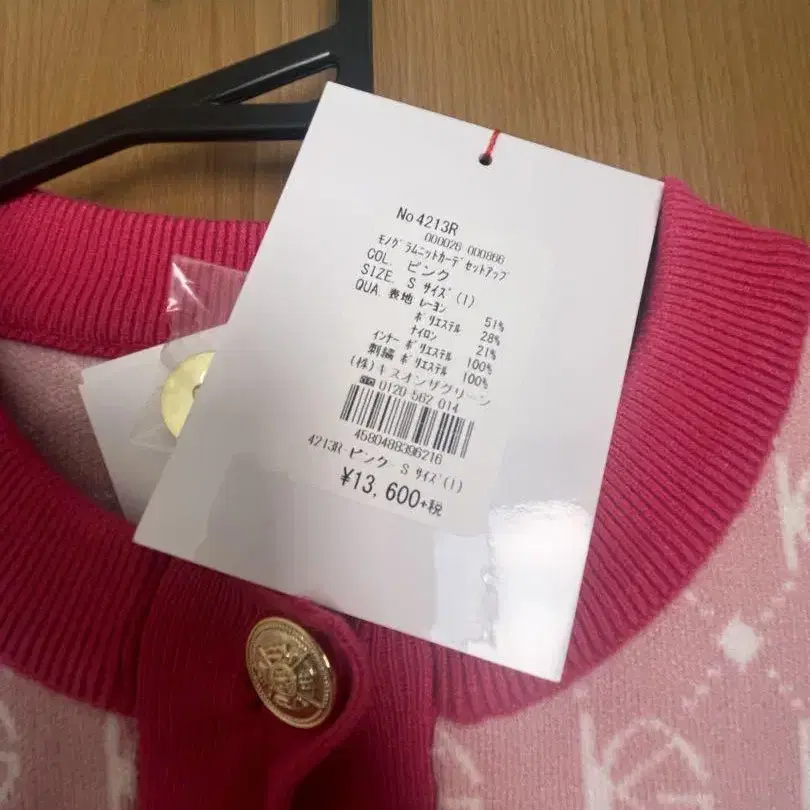 No 4213R
000026 000866
モノグラムニットカーデセットアップ
COL. ピンク
SIZE. S サイズ(1)
QUA. 表地 レーヨン 51%
ポリエステル 28%
ナイロン 21%
インナー ポリエステル 100%
刺繍 ポリエステル 100%
(株)キスオンザグリーン
☎ 0120-562 014
4580488396216
4213R-ピンク- S サイズ(1)
¥13,600+税